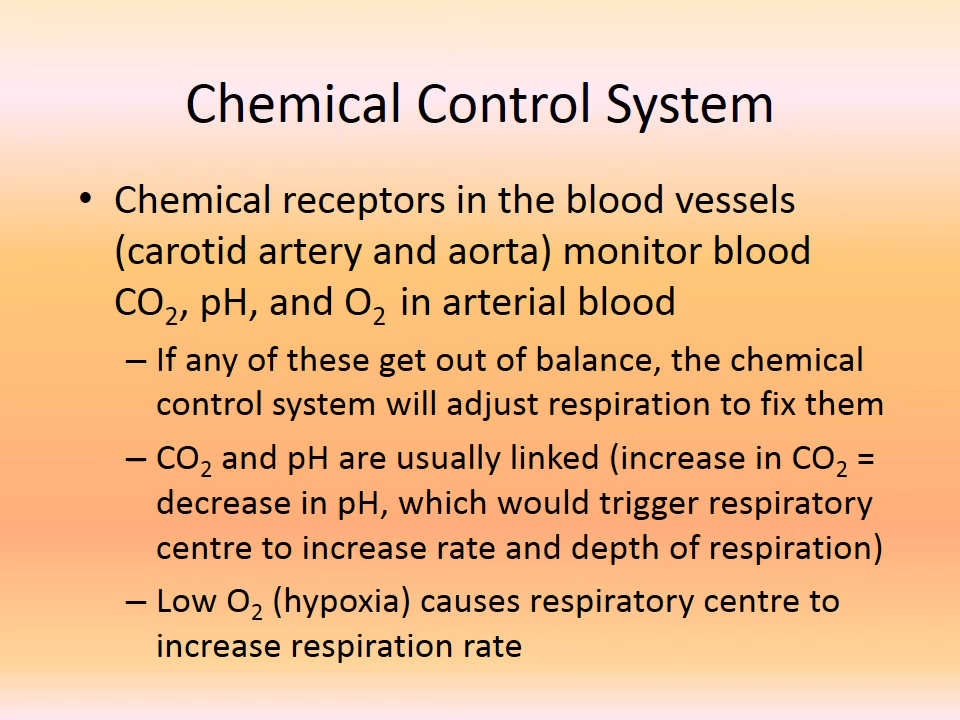 Chemical Control System
• Chemical receptors in the blood vessels
(carotid artery and aorta) monitor blood
CO₂, pH, and O₂ in arterial blood
– If any of these get out of balance, the chemical
control system will adjust respiration to fix them
– CO₂ and pH are usually linked (increase in CO₂ =
decrease in pH, which would trigger respiratory
centre to increase rate and depth of respiration)
– Low O₂ (hypoxia) causes respiratory centre to
increase respiration rate